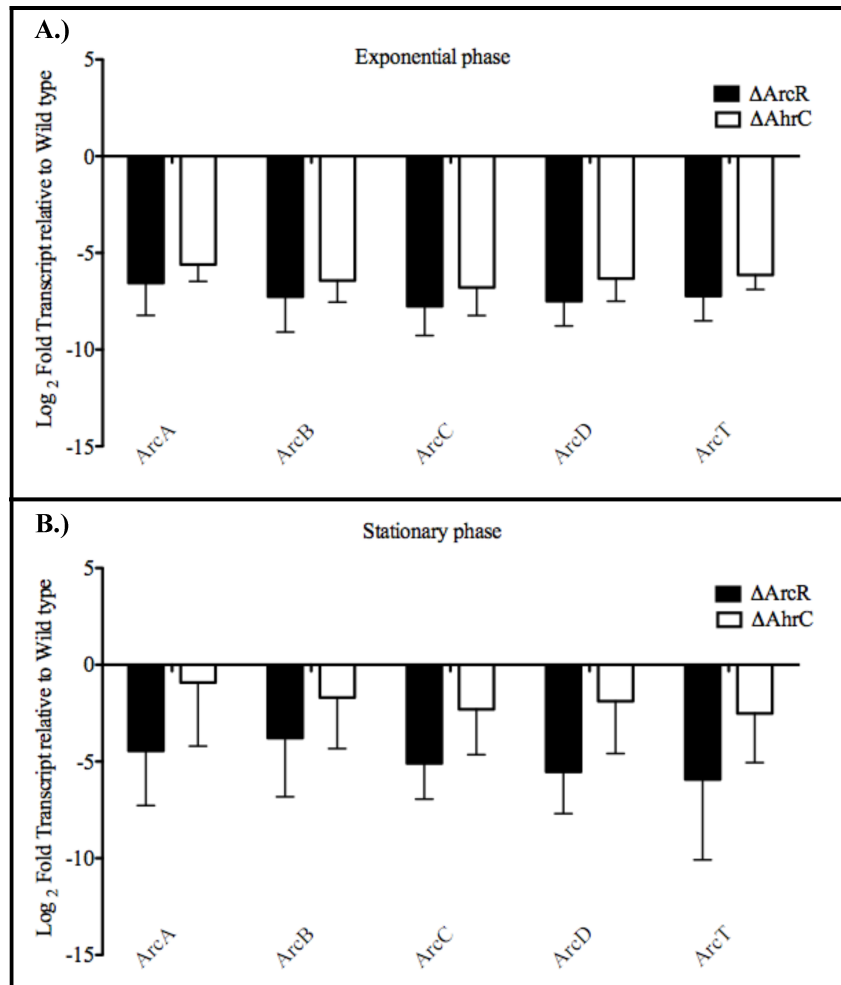 A.)
Exponential phase
Log 2 Fold Transcript relative to Wild type
5
0
-5
-10
-15
ΔArcR
ΔAhrC
ArcA
ArcB
ArcC
ArcD
ArcT
B.)
Stationary phase
Log 2 Fold Transcript relative to Wild type
5
0
-5
-10
-15
ΔArcR
ΔAhrC
ArcA
ArcB
ArcC
ArcD
ArcT